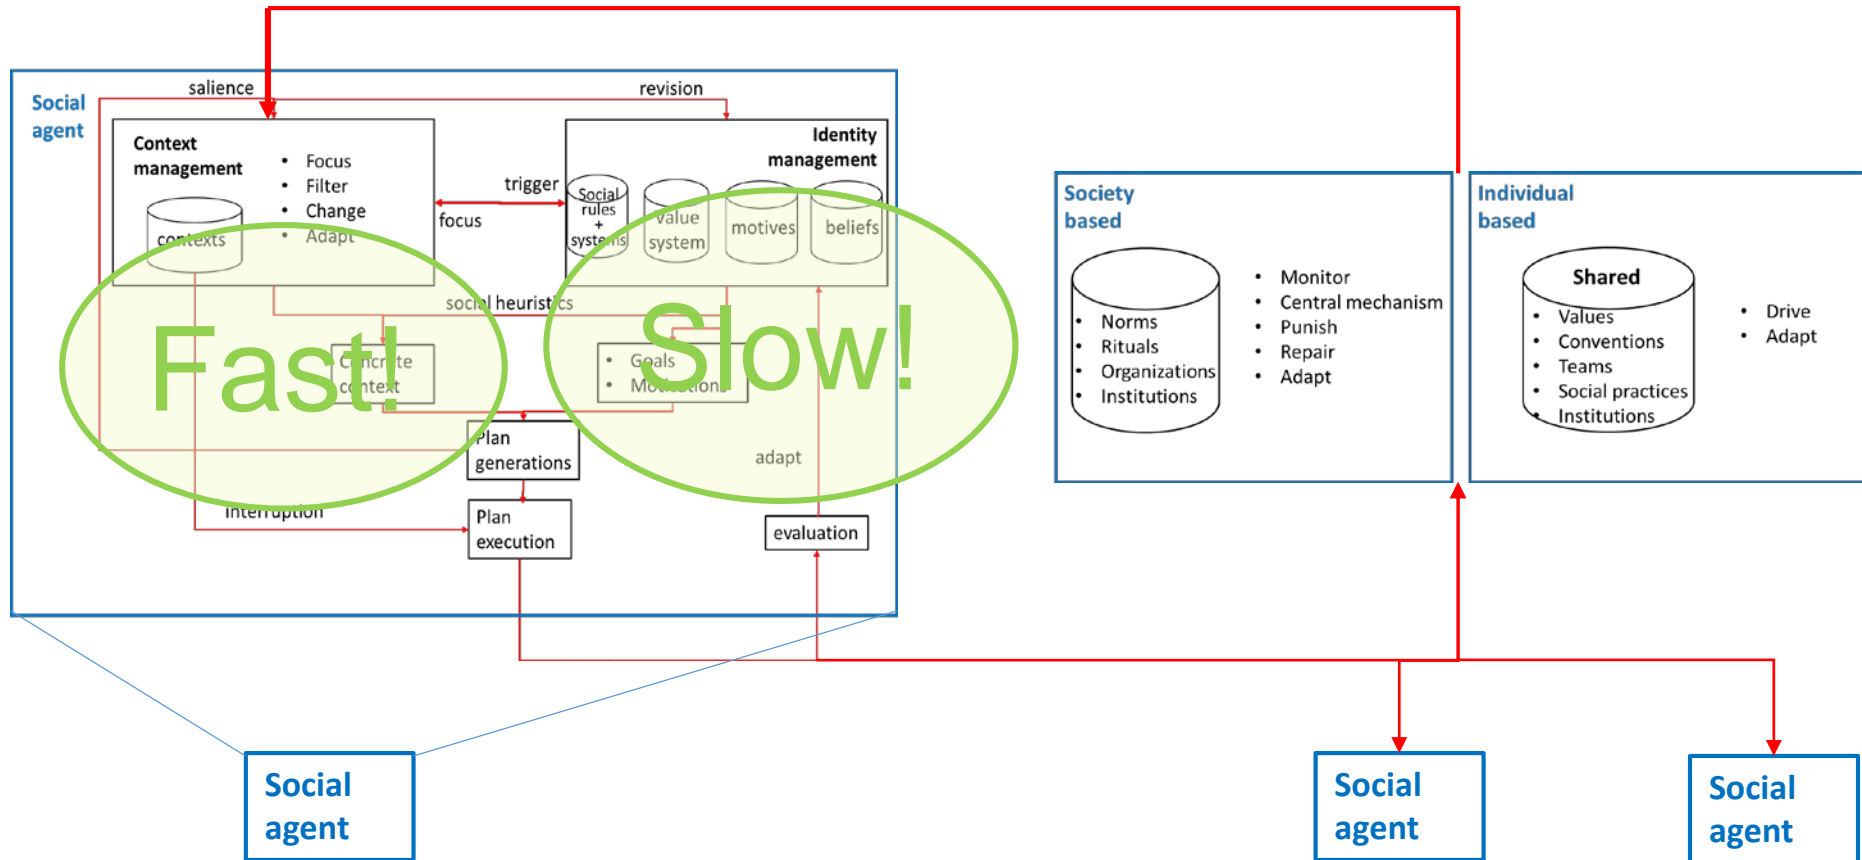 salience
revision
Social
agent
Context
management
• Focus
• Filter
• Change
• Adapt
contexts
trigger
focus
Identity
management
Social
rules
+
systems
value
system
motives
beliefs
social heuristics
Fast!
Slow!
Concrete
context
• Goals
• Motivations
Plan
generations
adapt
interruption
Plan
execution
evaluation
Society
based
• Norms
• Rituals
• Organizations
• Institutions
• Monitor
• Central mechanism
• Punish
• Repair
• Adapt
Individual
based
Shared
• Values
• Conventions
• Teams
• Social practices
• Institutions
• Drive
• Adapt
Social
agent
Social
agent
Social
agent